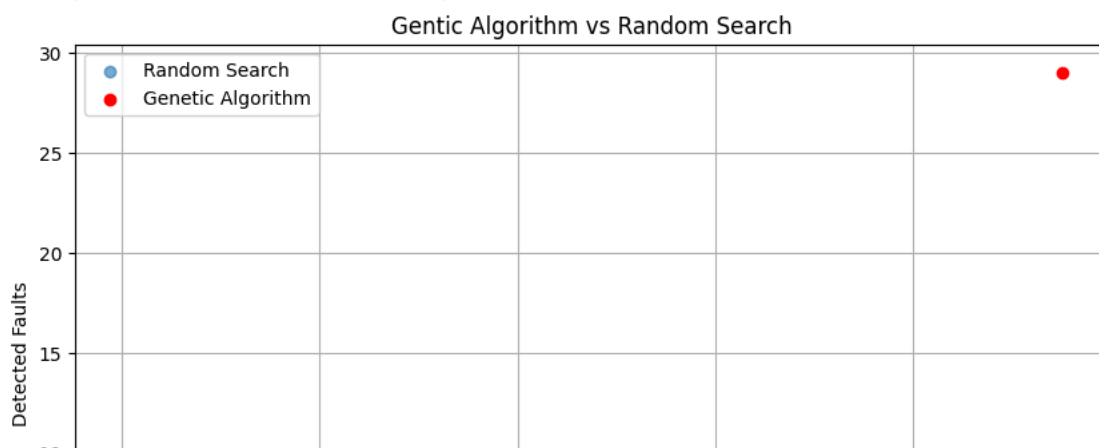 Gentic Algorithm vs Random Search
30
Random Search
Genetic Algorithm
25
20
15
Detected Faults